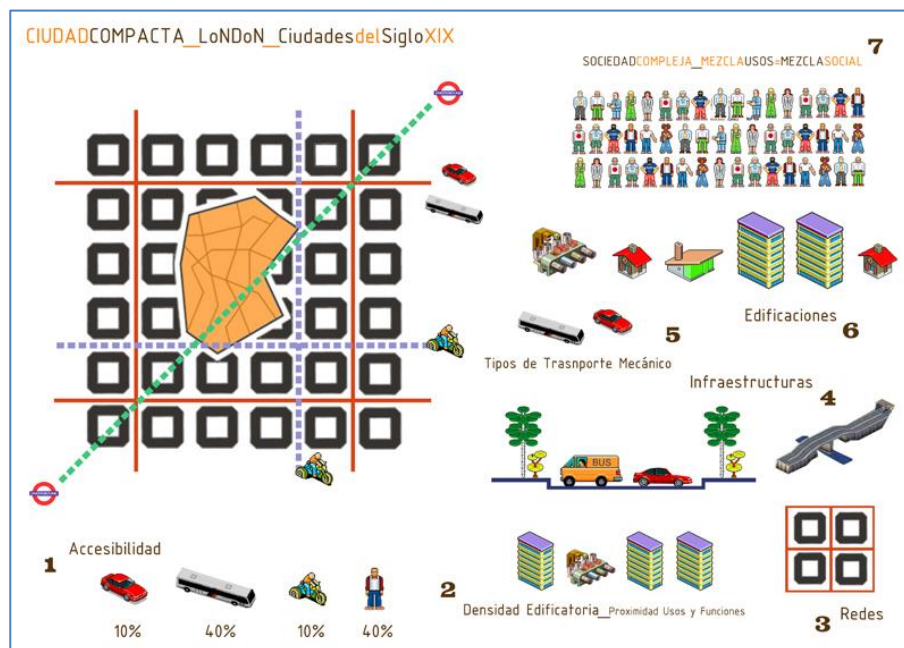 CIUDADCOMPACTA_LoNDoN_CiudadesdelSigloXIX
7
SOCIEDADCOMPLEJA_MEZCLAUSOS=MEZCLASOCIAL
5
Edificaciones
6
Tipos de Trasnporte Mecánico
Infraestructuras
4
BUS
1
Accesibilidad
10%
40%
10%
40%
2
Densidad Edificatoria_Proximidad Usos y Funciones
3
Redes